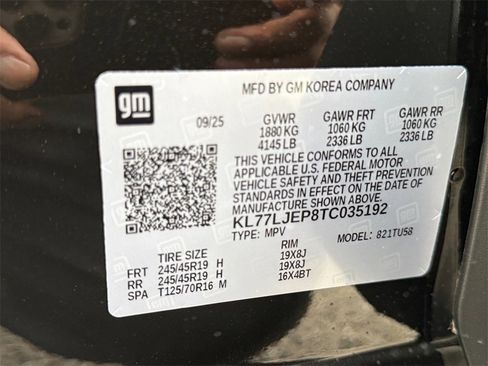 gm
MFD BY GM KOREA COMPANY
09/25 GVWR GAWR FRT GAWR RR
1880 KG 1060 KG 1060 KG
4145 LB 2336 LB 2336 LB
THIS VEHICLE CONFORMS TO ALL
APPLICABLE U.S. FEDERAL MOTOR
VEHICLE SAFETY AND THEFT PREVENTION
STANDARDS IN EFFECT ON THE DATE OF
MANUFACTURE SHOWN ABOVE.
KL77LJEP8TC035192
TYPE: MPV MODEL: 821TU58
TIRE SIZE RIM
FRT 245/45R19 H 19X8J
RR 245/45R19 H 19X8J
SPA T125/70R16 M 16X4BT